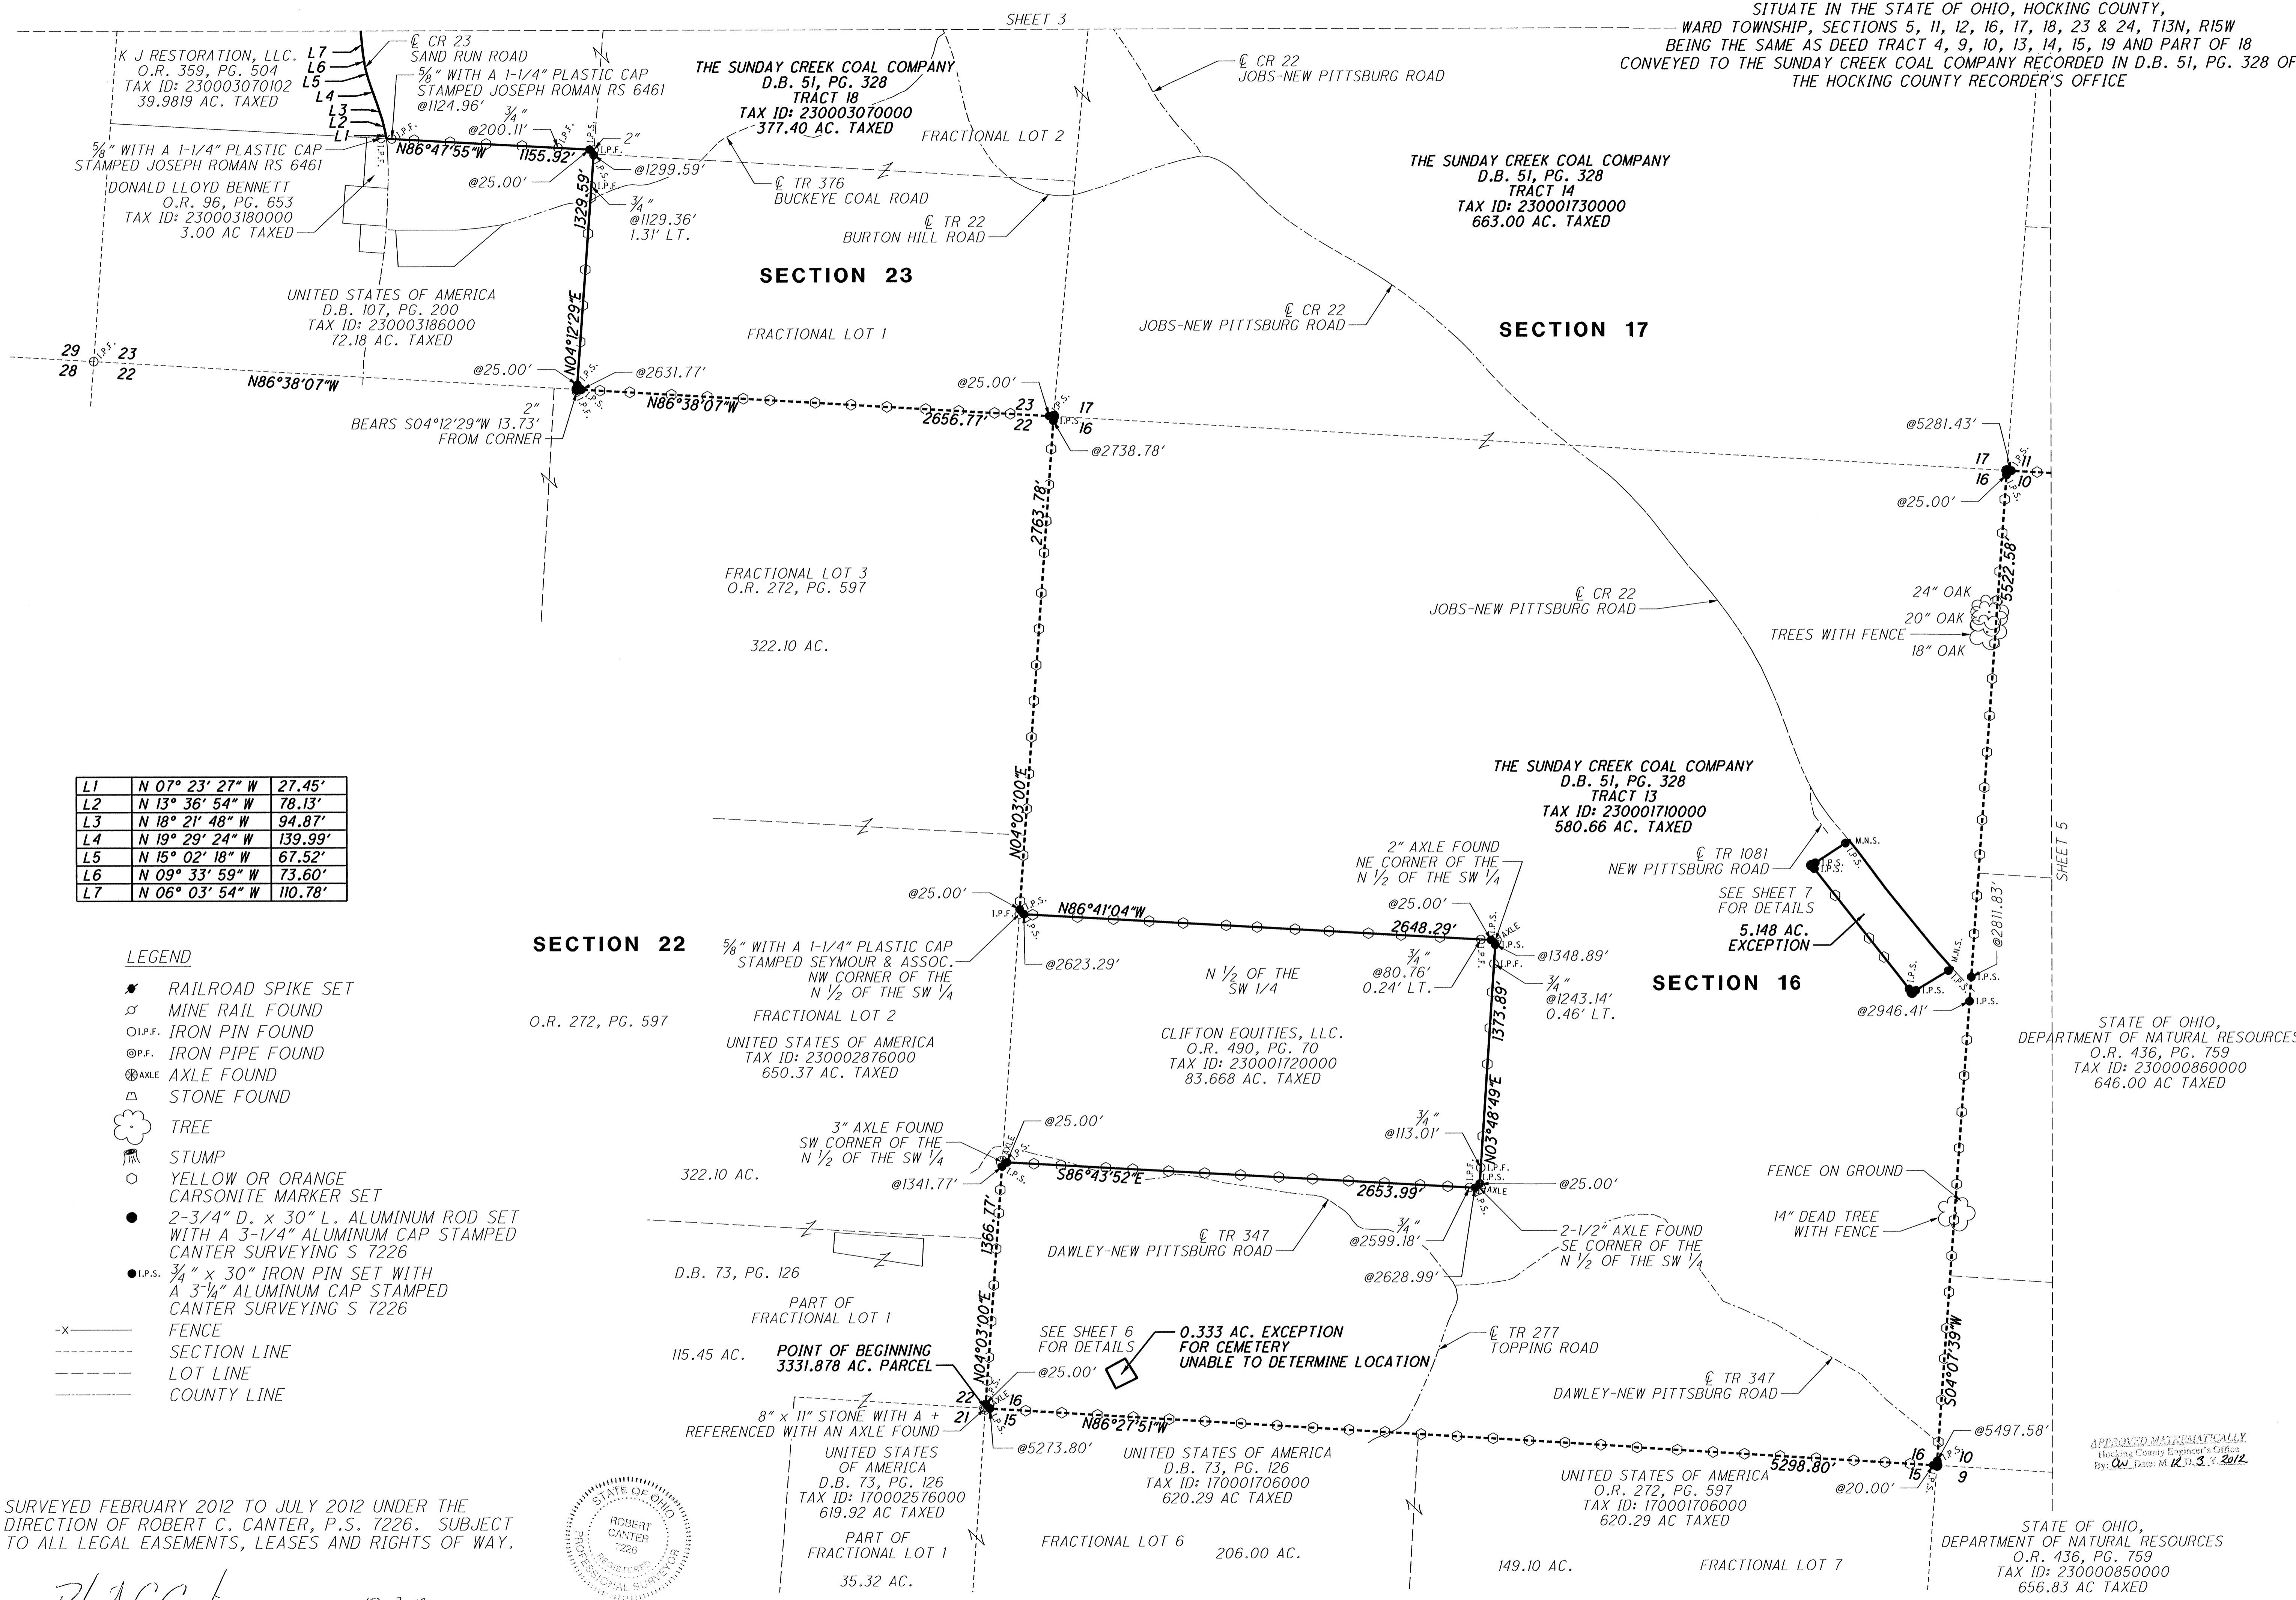 SHEET 3
SITUATE IN THE STATE OF OHIO, HOCKING COUNTY,
WARD TOWNSHIP, SECTIONS 5, 11, 12, 16, 17, 18, 23 & 24, T13N, R15W
BEING THE SAME AS DEED TRACT 4, 9, 10, 13, 14, 15, 19 AND PART OF 18
CONVEYED TO THE SUNDAY CREEK COAL COMPANY RECORDED IN D.B. 51, PG. 328 OF
THE HOCKING COUNTY RECORDER'S OFFICE
K J RESTORATION, LLC.
O.R. 359, PG. 504
TAX ID: 230003070102
39.9819 AC. TAXED
L7
L6
L5
L4
L3
L2
L1
℄ CR 23
SAND RUN ROAD
5/8" WITH A 1-1/4" PLASTIC CAP
STAMPED JOSEPH ROMAN RS 6461
@1124.96'
3/4"
@200.11'
I.P.F.
I.P.F.
I.P.S.
2"
I.P.F.
N86°47'55"W
1155.92'
@25.00'
@1299.59'
I.P.S.
I.P.F.
3/4"
@1129.36'
1.31' LT.
1329.59'
N04°12'29"E
5/8" WITH A 1-1/4" PLASTIC CAP
STAMPED JOSEPH ROMAN RS 6461
I.P.F.
DONALD LLOYD BENNETT
O.R. 96, PG. 653
TAX ID: 230003180000
3.00 AC TAXED
THE SUNDAY CREEK COAL COMPANY
D.B. 51, PG. 328
TRACT 18
TAX ID: 230003070000
377.40 AC. TAXED
FRACTIONAL LOT 2
℄ TR 376
BUCKEYE COAL ROAD
℄ TR 22
BURTON HILL ROAD
℄ CR 22
JOBS-NEW PITTSBURG ROAD
THE SUNDAY CREEK COAL COMPANY
D.B. 51, PG. 328
TRACT 14
TAX ID: 230001730000
663.00 AC. TAXED
SECTION 23
UNITED STATES OF AMERICA
D.B. 107, PG. 200
TAX ID: 230003186000
72.18 AC. TAXED
FRACTIONAL LOT 1
℄ CR 22
JOBS-NEW PITTSBURG ROAD
SECTION 17
29
I.P.F.
23
28
22
N86°38'07"W
@25.00'
I.P.S.
@2631.77'
I.P.S.
I.P.F.
2"
BEARS S04°12'29"W 13.73'
FROM CORNER
N86°38'07"W
2656.77'
@25.00'
I.P.S.
23
17
22
I.P.S.
16
@2738.78'
@5281.43'
17
I.P.S.
11
16
10
I.P.S.
@25.00'
2763.78'
N04°03'00"E
5522.58'
FRACTIONAL LOT 3
O.R. 272, PG. 597
322.10 AC.
℄ CR 22
JOBS-NEW PITTSBURG ROAD
24" OAK
20" OAK
TREES WITH FENCE
18" OAK
L1 N 07° 23' 27" W 27.45'
L2 N 13° 36' 54" W 78.13'
L3 N 18° 21' 48" W 94.87'
L4 N 19° 29' 24" W 139.99'
L5 N 15° 02' 18" W 67.52'
L6 N 09° 33' 59" W 73.60'
L7 N 06° 03' 54" W 110.78'
THE SUNDAY CREEK COAL COMPANY
D.B. 51, PG. 328
TRACT 13
TAX ID: 230001710000
580.66 AC. TAXED
2" AXLE FOUND
NE CORNER OF THE
N 1/2 OF THE SW 1/4
@25.00'
I.P.S.
AXLE
I.P.S.
@1348.89'
℄ TR 1081
NEW PITTSBURG ROAD
M.N.S.
I.P.S.
I.P.S.
I.P.S.
SEE SHEET 7
FOR DETAILS
5.148 AC.
EXCEPTION
M.N.S.
I.P.S.
I.P.S.
I.P.S.
@2811.83'
I.P.S.
I.P.S.
@2946.41'
SHEET 5
@25.00'
I.P.S.
I.P.F.
I.P.S.
N86°41'04"W
2648.29'
5/8" WITH A 1-1/4" PLASTIC CAP
STAMPED SEYMOUR & ASSOC.
NW CORNER OF THE
N 1/2 OF THE SW 1/4
@2623.29'
3/4"
@80.76'
0.24' LT.
I.P.F.
I.P.F.
3/4"
@1243.14'
0.46' LT.
SECTION 22
N 1/2 OF THE
SW 1/4
SECTION 16
FRACTIONAL LOT 2
O.R. 272, PG. 597
UNITED STATES OF AMERICA
TAX ID: 230002876000
650.37 AC. TAXED
CLIFTON EQUITIES, LLC.
O.R. 490, PG. 70
TAX ID: 230001720000
83.668 AC. TAXED
1373.89'
N03°48'49"E
STATE OF OHIO,
DEPARTMENT OF NATURAL RESOURCES
O.R. 436, PG. 759
TAX ID: 230000860000
646.00 AC TAXED
LEGEND
RAILROAD SPIKE SET
MINE RAIL FOUND
I.P.F. IRON PIN FOUND
P.F. IRON PIPE FOUND
AXLE AXLE FOUND
STONE FOUND
TREE
STUMP
YELLOW OR ORANGE
CARSONITE MARKER SET
2-3/4" D. x 30" L. ALUMINUM ROD SET
WITH A 3-1/4" ALUMINUM CAP STAMPED
CANTER SURVEYING S 7226
I.P.S. 3/4" x 30" IRON PIN SET WITH
A 3-1/4" ALUMINUM CAP STAMPED
CANTER SURVEYING S 7226
-x- FENCE
SECTION LINE
LOT LINE
COUNTY LINE
3" AXLE FOUND
SW CORNER OF THE
N 1/2 OF THE SW 1/4
AXLE
I.P.S.
@25.00'
I.P.S.
@1341.77'
S86°43'52"E
2653.99'
3/4"
@113.01'
I.P.F.
I.P.F.
I.P.S.
AXLE
I.P.S.
@25.00'
3/4"
@2599.18'
@2628.99'
2-1/2" AXLE FOUND
SE CORNER OF THE
N 1/2 OF THE SW 1/4
FENCE ON GROUND
14" DEAD TREE
WITH FENCE
322.10 AC.
D.B. 73, PG. 126
PART OF
FRACTIONAL LOT 1
115.45 AC.
1366.77'
N04°03'00"E
℄ TR 347
DAWLEY-NEW PITTSBURG ROAD
℄ TR 277
TOPPING ROAD
℄ TR 347
DAWLEY-NEW PITTSBURG ROAD
S04°07'39"W
POINT OF BEGINNING
3331.878 AC. PARCEL
SEE SHEET 6
FOR DETAILS
0.333 AC. EXCEPTION
FOR CEMETERY
UNABLE TO DETERMINE LOCATION
@25.00'
22
I.P.S.
AXLE
16
21
I.P.S.
15
8" x 11" STONE WITH A +
REFERENCED WITH AN AXLE FOUND
@5273.80'
N86°27'51"W
5298.80'
@5497.58'
16
I.P.S.
10
15
9
I.P.S.
@20.00'
UNITED STATES
OF AMERICA
D.B. 73, PG. 126
TAX ID: 170002576000
619.92 AC TAXED
PART OF
FRACTIONAL LOT 1
35.32 AC.
UNITED STATES OF AMERICA
D.B. 73, PG. 126
TAX ID: 170001706000
620.29 AC TAXED
FRACTIONAL LOT 6
206.00 AC.
UNITED STATES OF AMERICA
O.R. 272, PG. 597
TAX ID: 170001706000
620.29 AC TAXED
149.10 AC.
FRACTIONAL LOT 7
APPROVED MATHEMATICALLY
Hocking County Engineer's Office
By: Date: M. 12 D. 3 Y. 2012
STATE OF OHIO,
DEPARTMENT OF NATURAL RESOURCES
O.R. 436, PG. 759
TAX ID: 230000850000
656.83 AC TAXED
SURVEYED FEBRUARY 2012 TO JULY 2012 UNDER THE
DIRECTION OF ROBERT C. CANTER, P.S. 7226. SUBJECT
TO ALL LEGAL EASEMENTS, LEASES AND RIGHTS OF WAY.
STATE OF OHIO
ROBERT
CANTER
7226
REGISTERED
PROFESSIONAL SURVEYOR